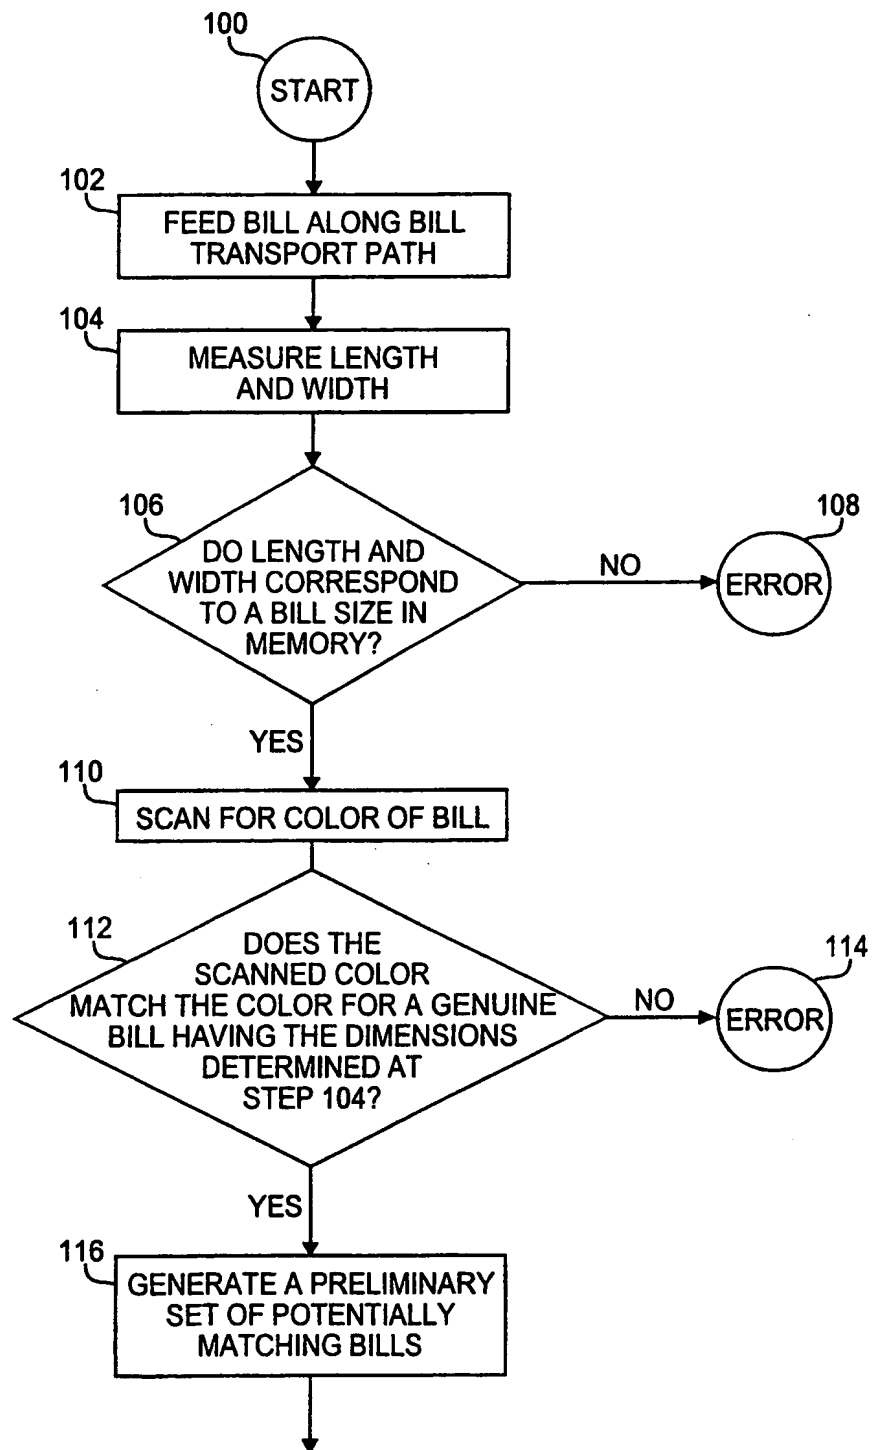 100
START
102
FEED BILL ALONG BILL
TRANSPORT PATH
104
MEASURE LENGTH
AND WIDTH
106
DO LENGTH AND
WIDTH CORRESPOND
TO A BILL SIZE IN
MEMORY?
NO
108
ERROR
YES
110
SCAN FOR COLOR OF BILL
112
DOES THE
SCANNED COLOR
MATCH THE COLOR FOR A GENUINE
BILL HAVING THE DIMENSIONS
DETERMINED AT
STEP 104?
NO
114
ERROR
YES
116
GENERATE A PRELIMINARY
SET OF POTENTIALLY
MATCHING BILLS